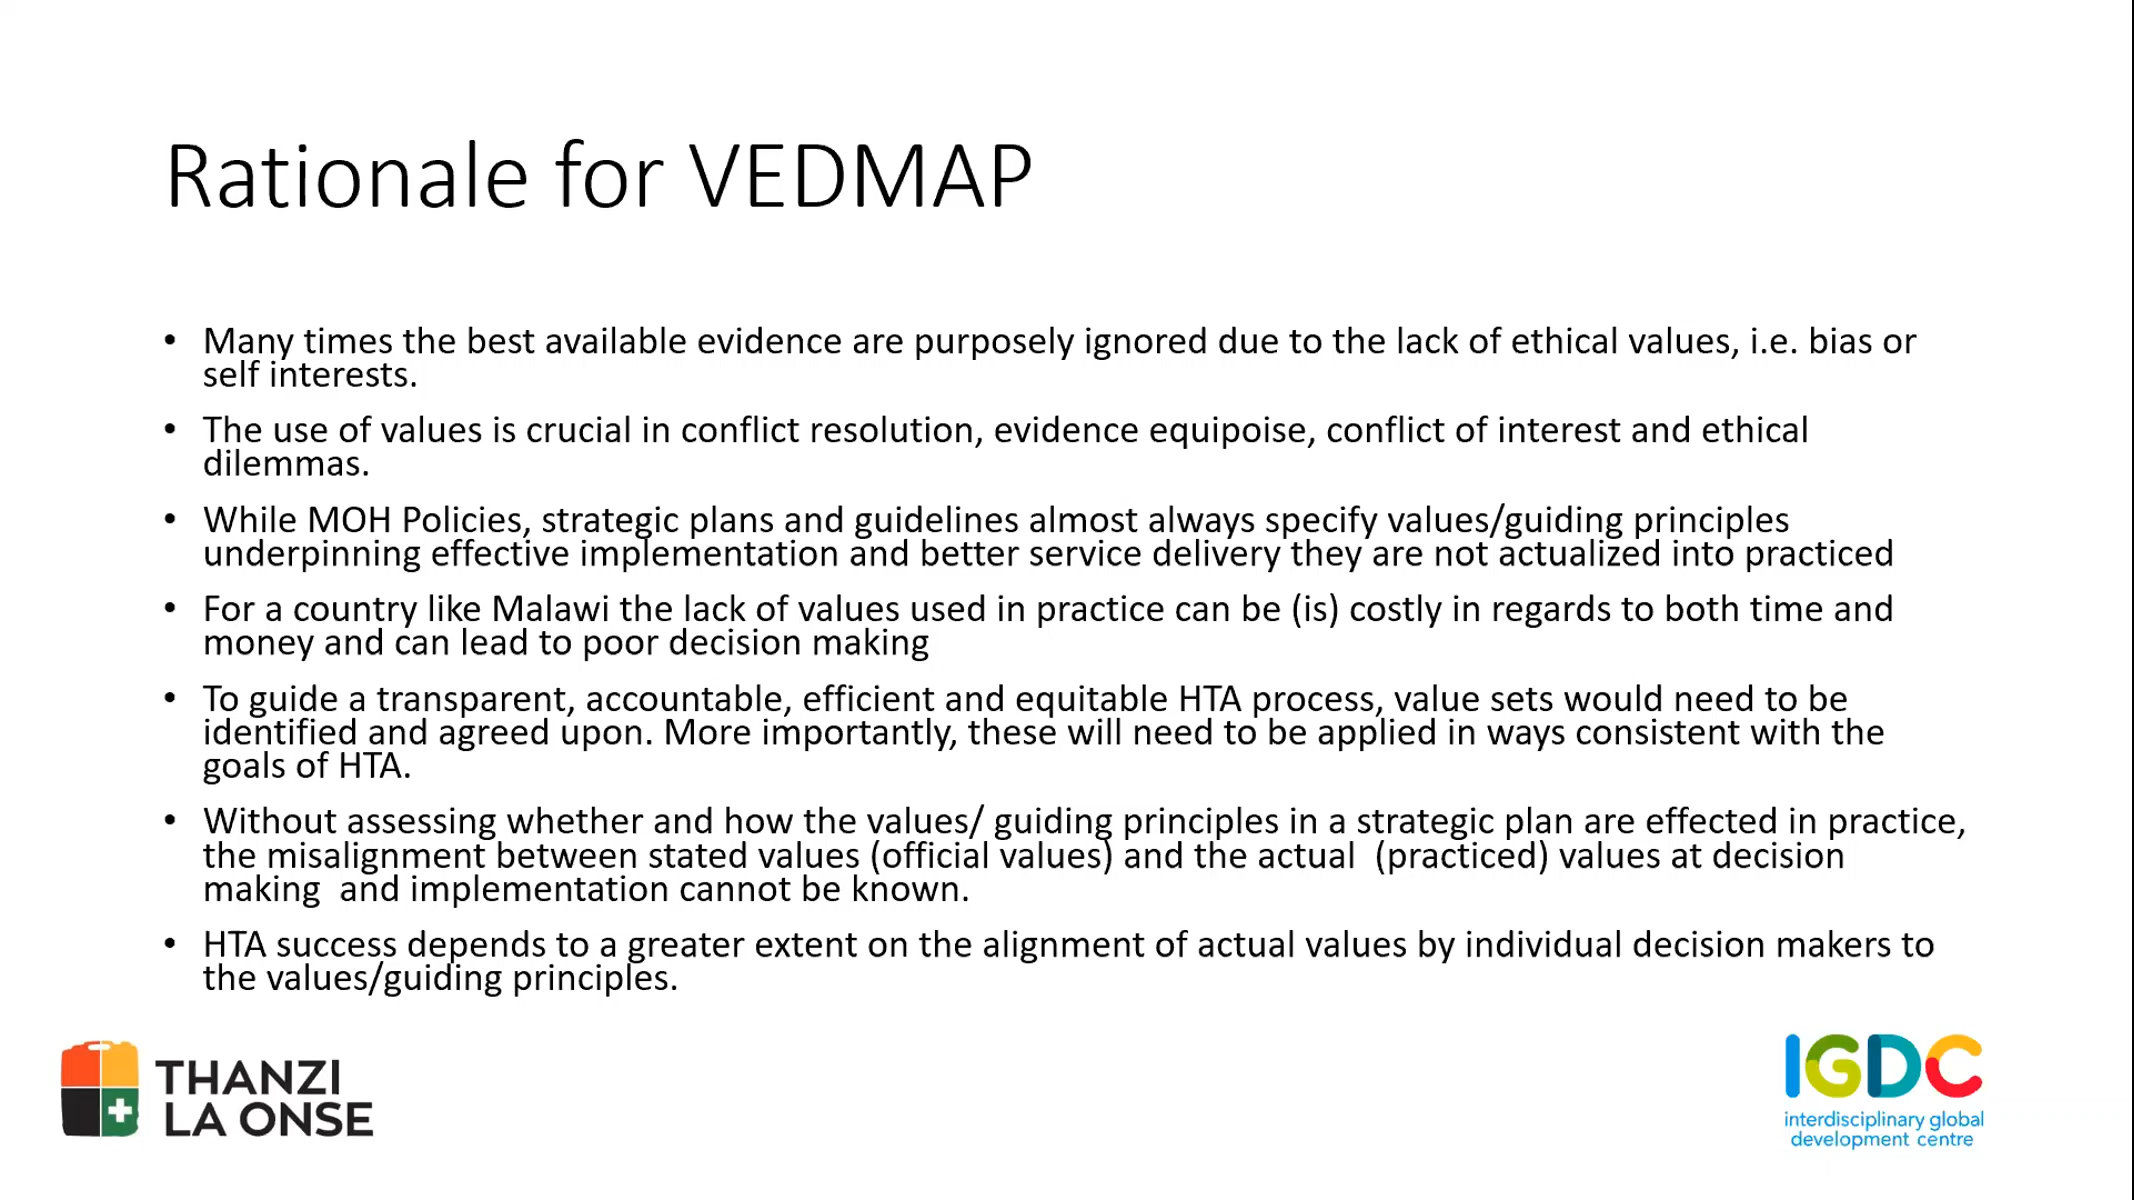 Rationale for VEDMAP
• Many times the best available evidence are purposely ignored due to the lack of ethical values, i.e. bias or
self interests.
• The use of values is crucial in conflict resolution, evidence equipoise, conflict of interest and ethical
dilemmas.
• While MOH Policies, strategic plans and guidelines almost always specify values/guiding principles
underpinning effective implementation and better service delivery they are not actualized into practiced
• For a country like Malawi the lack of values used in practice can be (is) costly in regards to both time and
money and can lead to poor decision making
• To guide a transparent, accountable, efficient and equitable HTA process, value sets would need to be
identified and agreed upon. More importantly, these will need to be applied in ways consistent with the
goals of HTA.
• Without assessing whether and how the values/ guiding principles in a strategic plan are effected in practice,
the misalignment between stated values (official values) and the actual  (practiced) values at decision
making  and implementation cannot be known.
• HTA success depends to a greater extent on the alignment of actual values by individual decision makers to
the values/guiding principles.
THANZI
LA ONSE
IGDC
interdisciplinary global
development centre